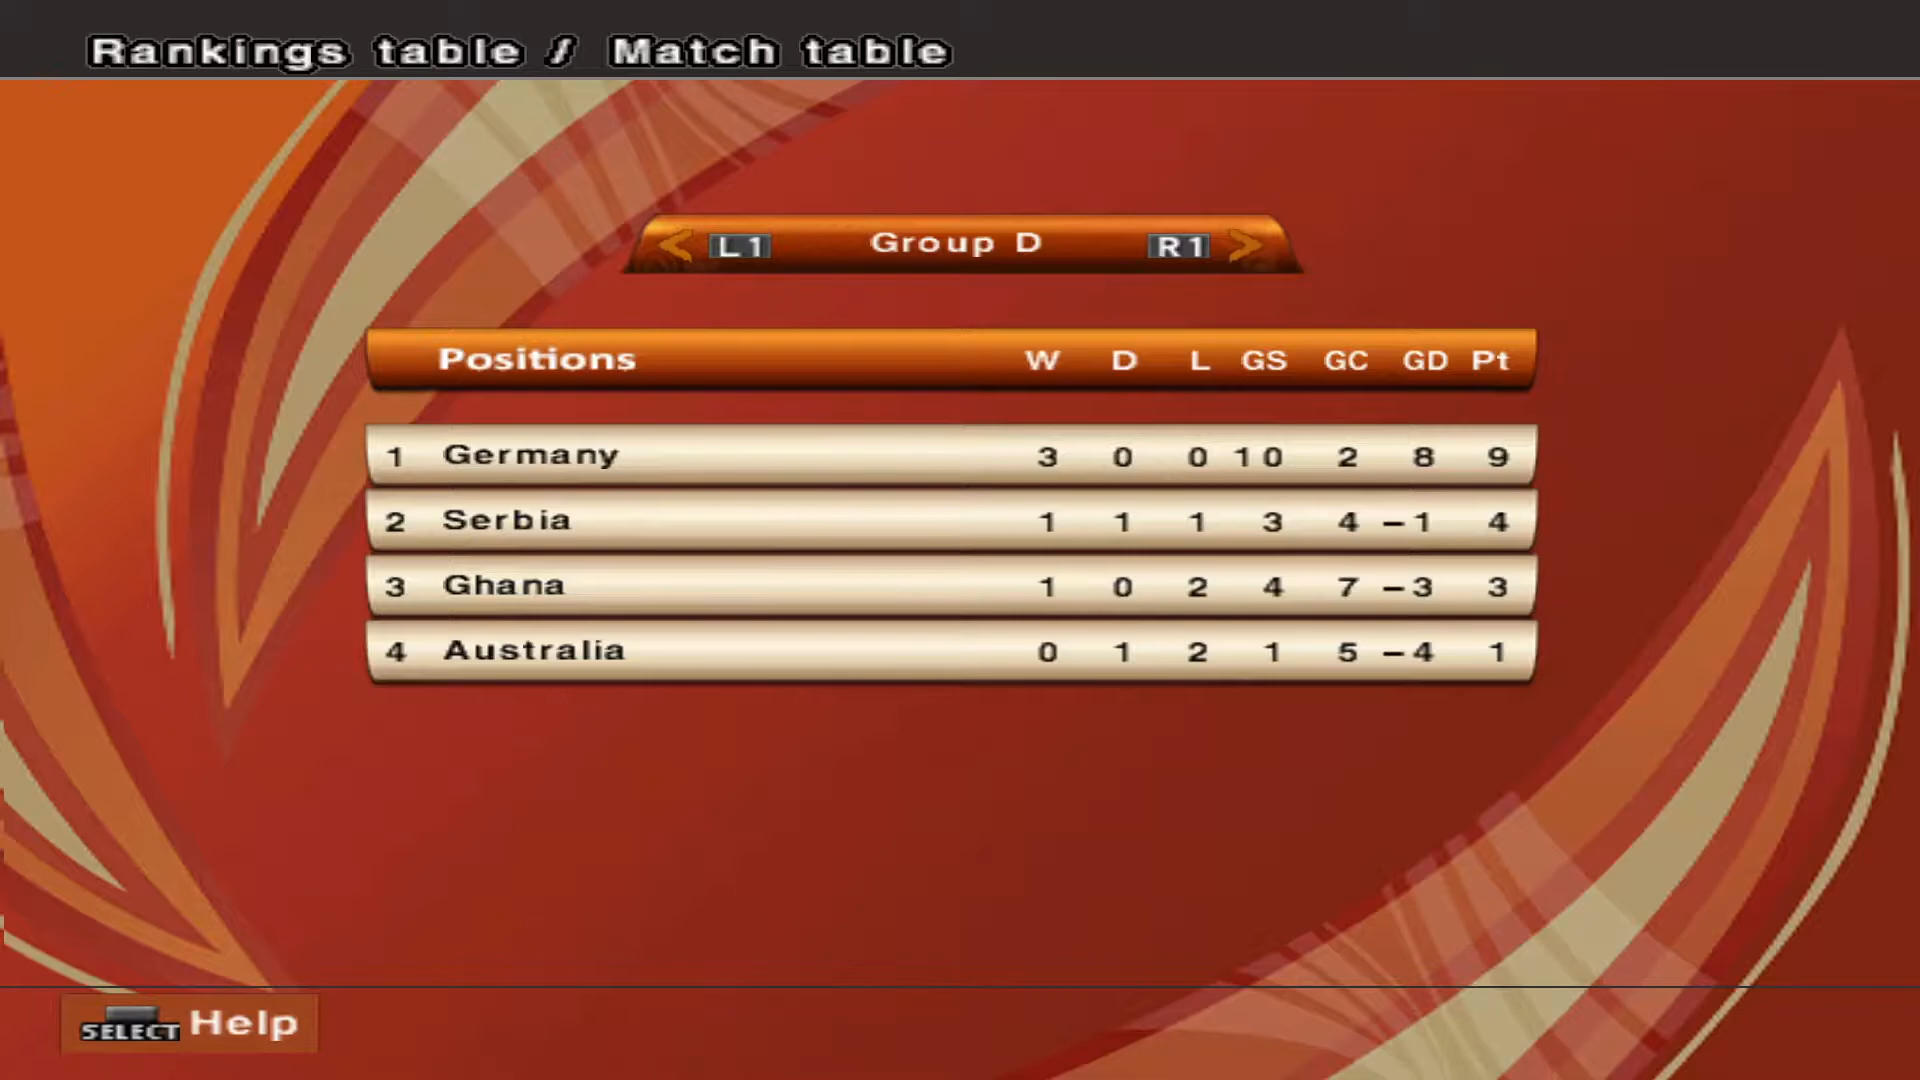 Rankings table / Match table
L1 Group D R1
Positions W D L GS GC GD Pt
1 Germany 3 0 0 10 2 8 9
2 Serbia 1 1 1 3 4 -1 4
3 Ghana 1 0 2 4 7 -3 3
4 Australia 0 1 2 1 5 -4 1
SELECT Help